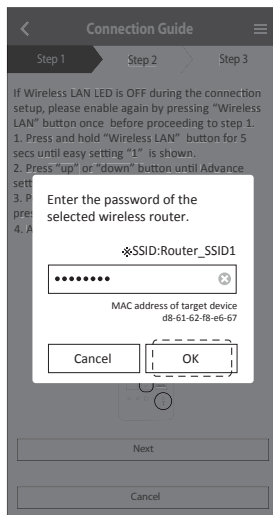 Connection Guide
Step 1
Step 2
Step 3
If Wireless LAN LED is OFF during the connection
setup, please enable again by pressing “Wireless
LAN” button once before proceeding to step 1.
1. Press and hold “Wireless LAN” button for 5
secs until easy setting “1” is shown.
2. Press “up” or “down” button until Advance
sett
3. P
pres
4. A
Enter the password of the
selected wireless router.
※SSID:Router_SSID1
••••••••
MAC address of target device
d8-61-62-f8-e6-67
Cancel
OK
Next
Cancel